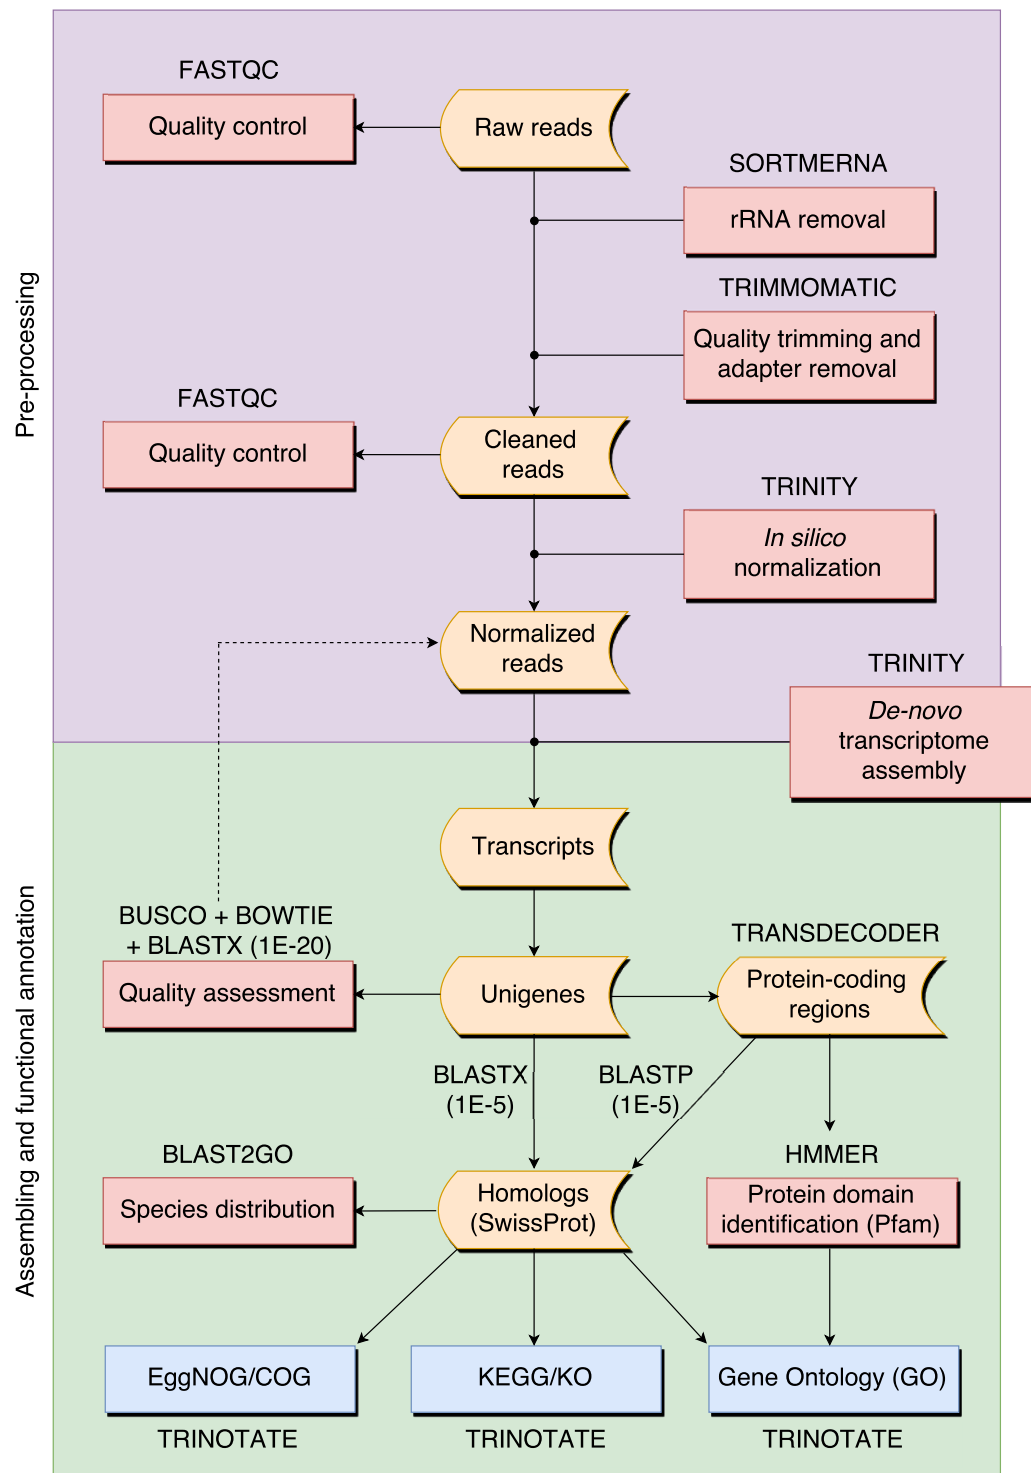 FASTQC
Quality control
Raw reads
SORTMERNA
rRNA removal
TRIMMOMATIC
Quality trimming and
adapter removal
Pre-processing
FASTQC
Quality control
Cleaned
reads
TRINITY
In silico
normalization
Normalized
reads
TRINITY
De-novo
transcriptome
assembly
Transcripts
Assembling and functional annotation
BUSCO + BOWTIE
+ BLASTX (1E-20)
Quality assessment
Unigenes
TRANSDECODER
Protein-coding
regions
BLASTX
(1E-5)
BLASTP
(1E-5)
BLAST2GO
Species distribution
Homologs
(SwissProt)
HMMER
Protein domain
identification (Pfam)
EggNOG/COG
KEGG/KO
Gene Ontology (GO)
TRINOTATE
TRINOTATE
TRINOTATE